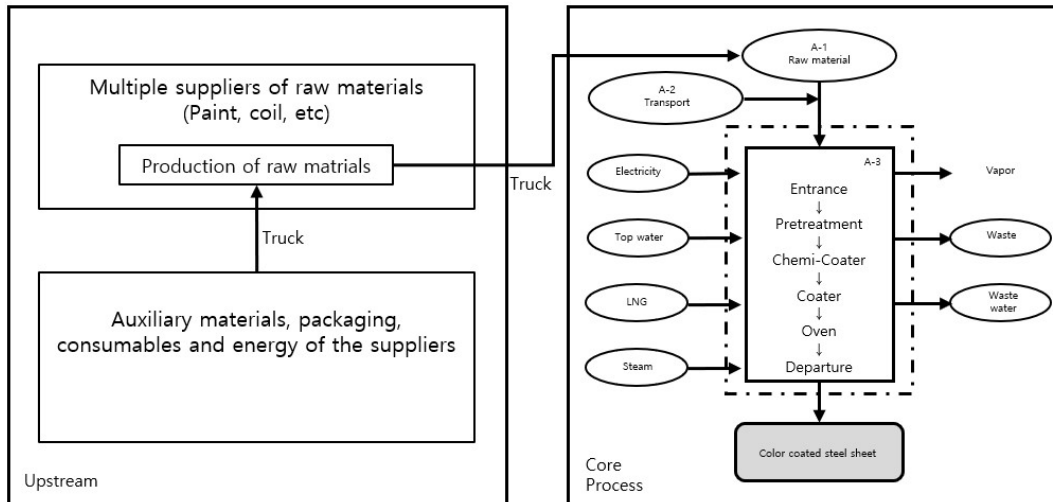 Multiple suppliers of raw materials
(Paint, coil, etc)
Production of raw matrials
Truck
Auxiliary materials, packaging,
consumables and energy of the suppliers
Upstream
Truck
A-1
Raw material
A-2
Transport
A-3
Electricity
Top water
LNG
Steam
Entrance
↓
Pretreatment
↓
Chemi-Coater
↓
Coater
↓
Oven
↓
Departure
Vapor
Waste
Waste
water
Color coated steel sheet
Core
Process